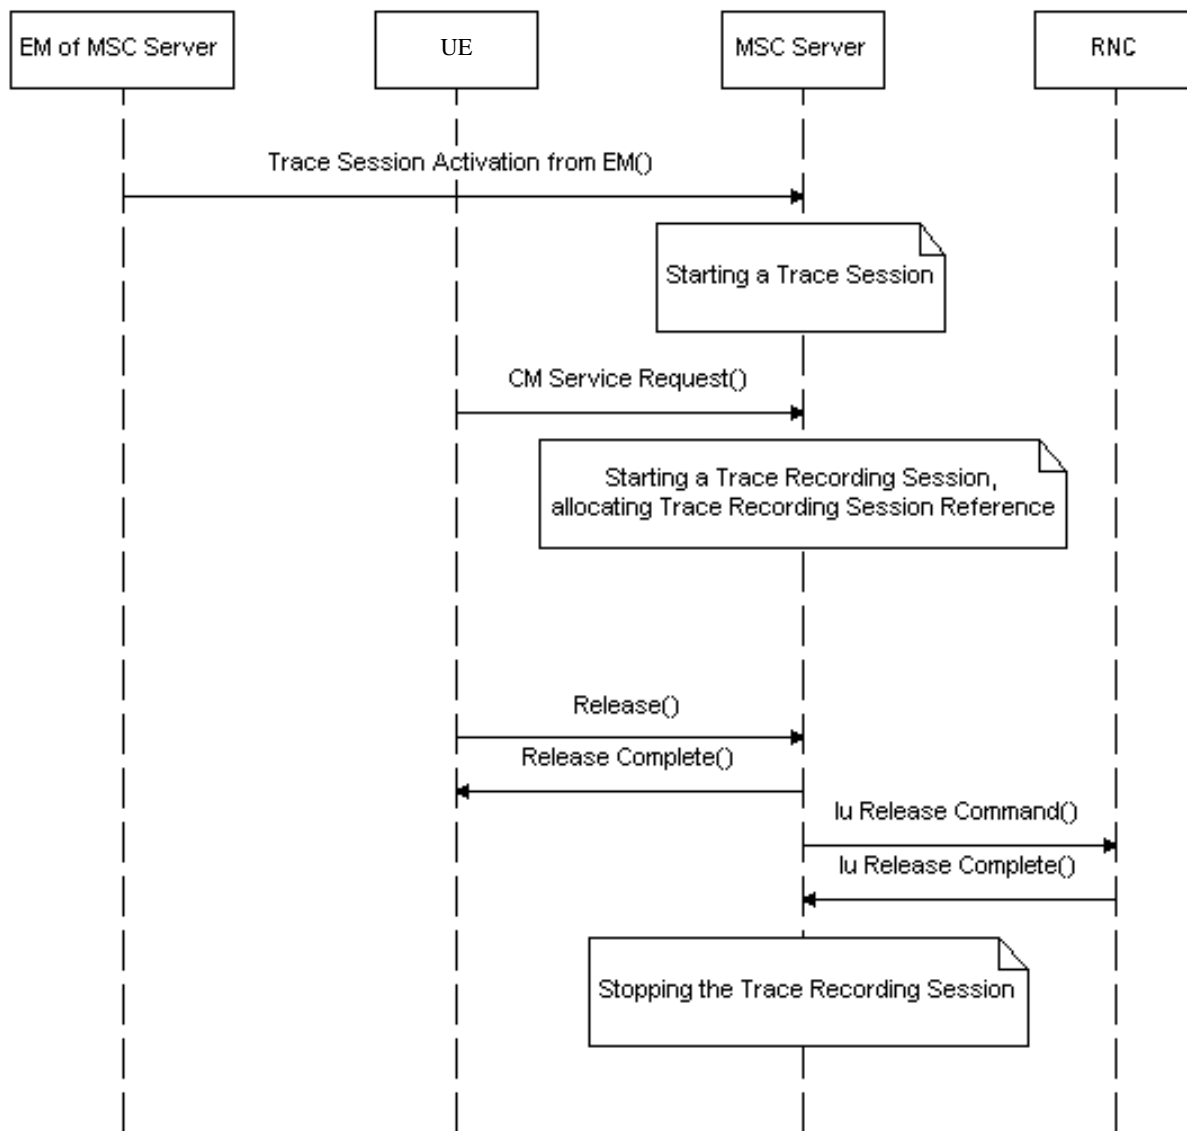 EM of MSC Server
UE
MSC Server
RNC
Trace Session Activation from EM()
Starting a Trace Session
CM Service Request()
Starting a Trace Recording Session,
allocating Trace Recording Session Reference
Release()
Release Complete()
Iu Release Command()
Iu Release Complete()
Stopping the Trace Recording Session